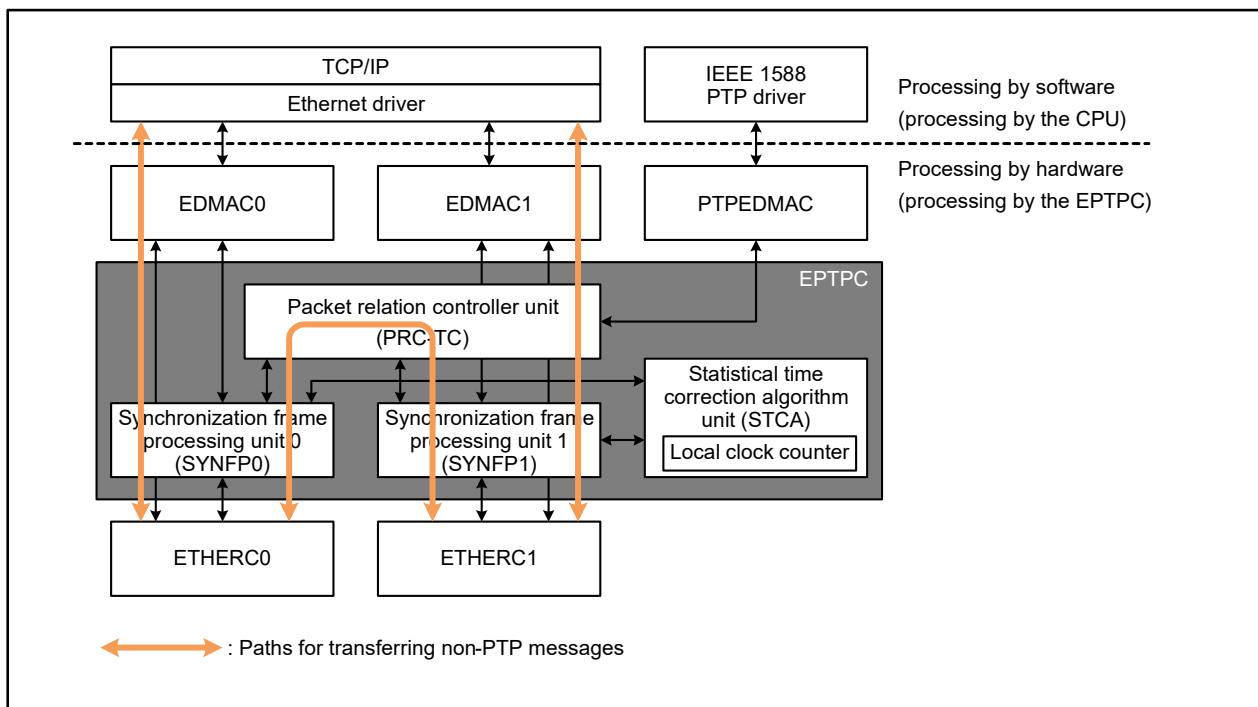 TCP/IP
Ethernet driver
IEEE 1588
PTP driver
Processing by software
(processing by the CPU)
EDMAC0
EDMAC1
PTPEDMAC
Processing by hardware
(processing by the EPTPC)
EPTPC
Packet relation controller unit
(PRC-TC)
Synchronization frame
processing unit 0
(SYNFP0)
Synchronization frame
processing unit 1
(SYNFP1)
Statistical time
correction algorithm
unit (STCA)
Local clock counter
ETHERC0
ETHERC1
: Paths for transferring non-PTP messages